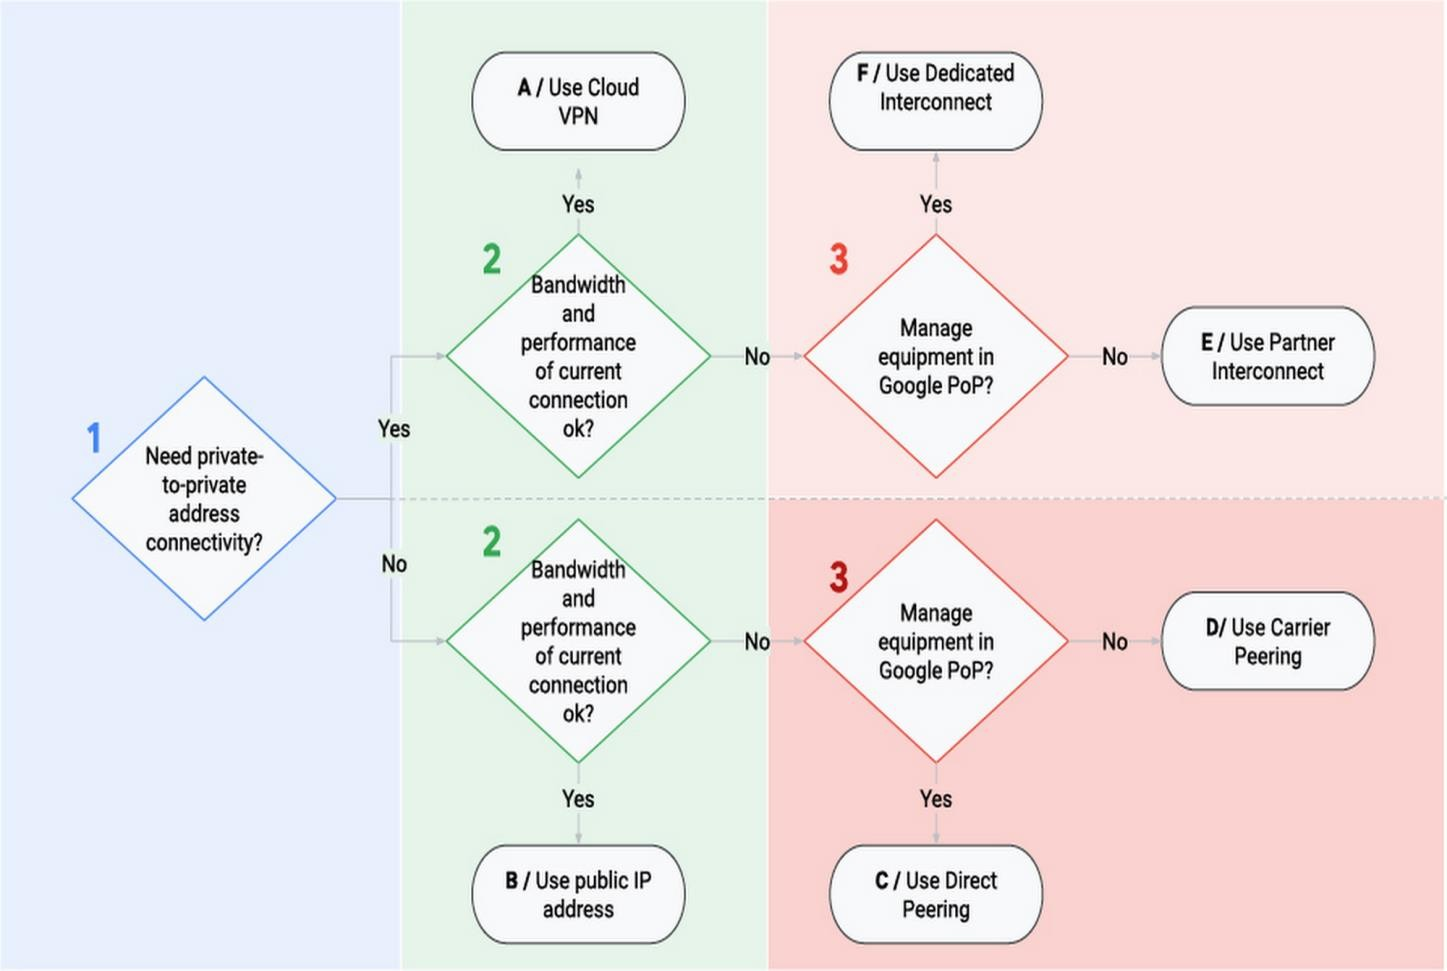 1
Need private-
to-private
address
connectivity?
Yes
No
A / Use Cloud
VPN
Yes
2
Bandwidth
and
performance
of current
connection
ok?
No
F / Use Dedicated
Interconnect
Yes
3
Manage
equipment in
Google PoP?
No
E / Use Partner
Interconnect
2
Bandwidth
and
performance
of current
connection
ok?
No
Yes
B / Use public IP
address
3
Manage
equipment in
Google PoP?
No
D/ Use Carrier
Peering
Yes
C / Use Direct
Peering